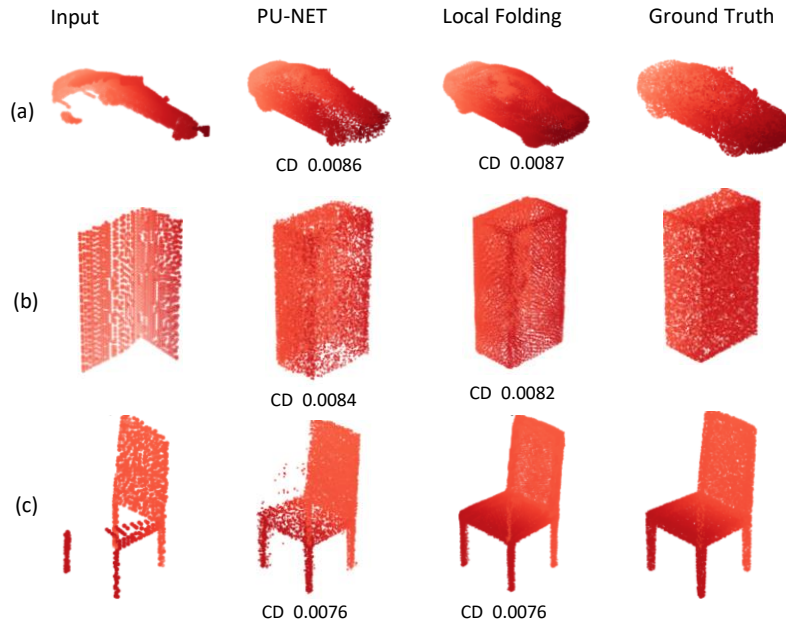 Input PU-NET Local Folding Ground Truth
(a)
CD 0.0086 CD 0.0087
(b)
CD 0.0084 CD 0.0082
(c)
CD 0.0076 CD 0.0076